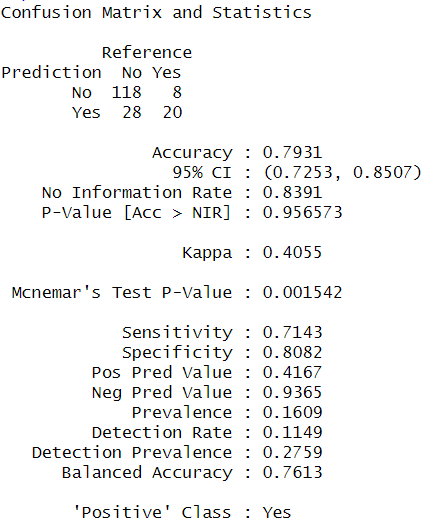 Confusion Matrix and Statistics
Reference
Prediction No Yes
No 118 8
Yes 28 20
Accuracy : 0.7931
95% CI : (0.7253, 0.8507)
No Information Rate : 0.8391
P-Value [Acc > NIR] : 0.956573
Kappa : 0.4055
Mcnemar's Test P-Value : 0.001542
Sensitivity : 0.7143
Specificity : 0.8082
Pos Pred Value : 0.4167
Neg Pred Value : 0.9365
Prevalence : 0.1609
Detection Rate : 0.1149
Detection Prevalence : 0.2759
Balanced Accuracy : 0.7613
'Positive' Class : Yes